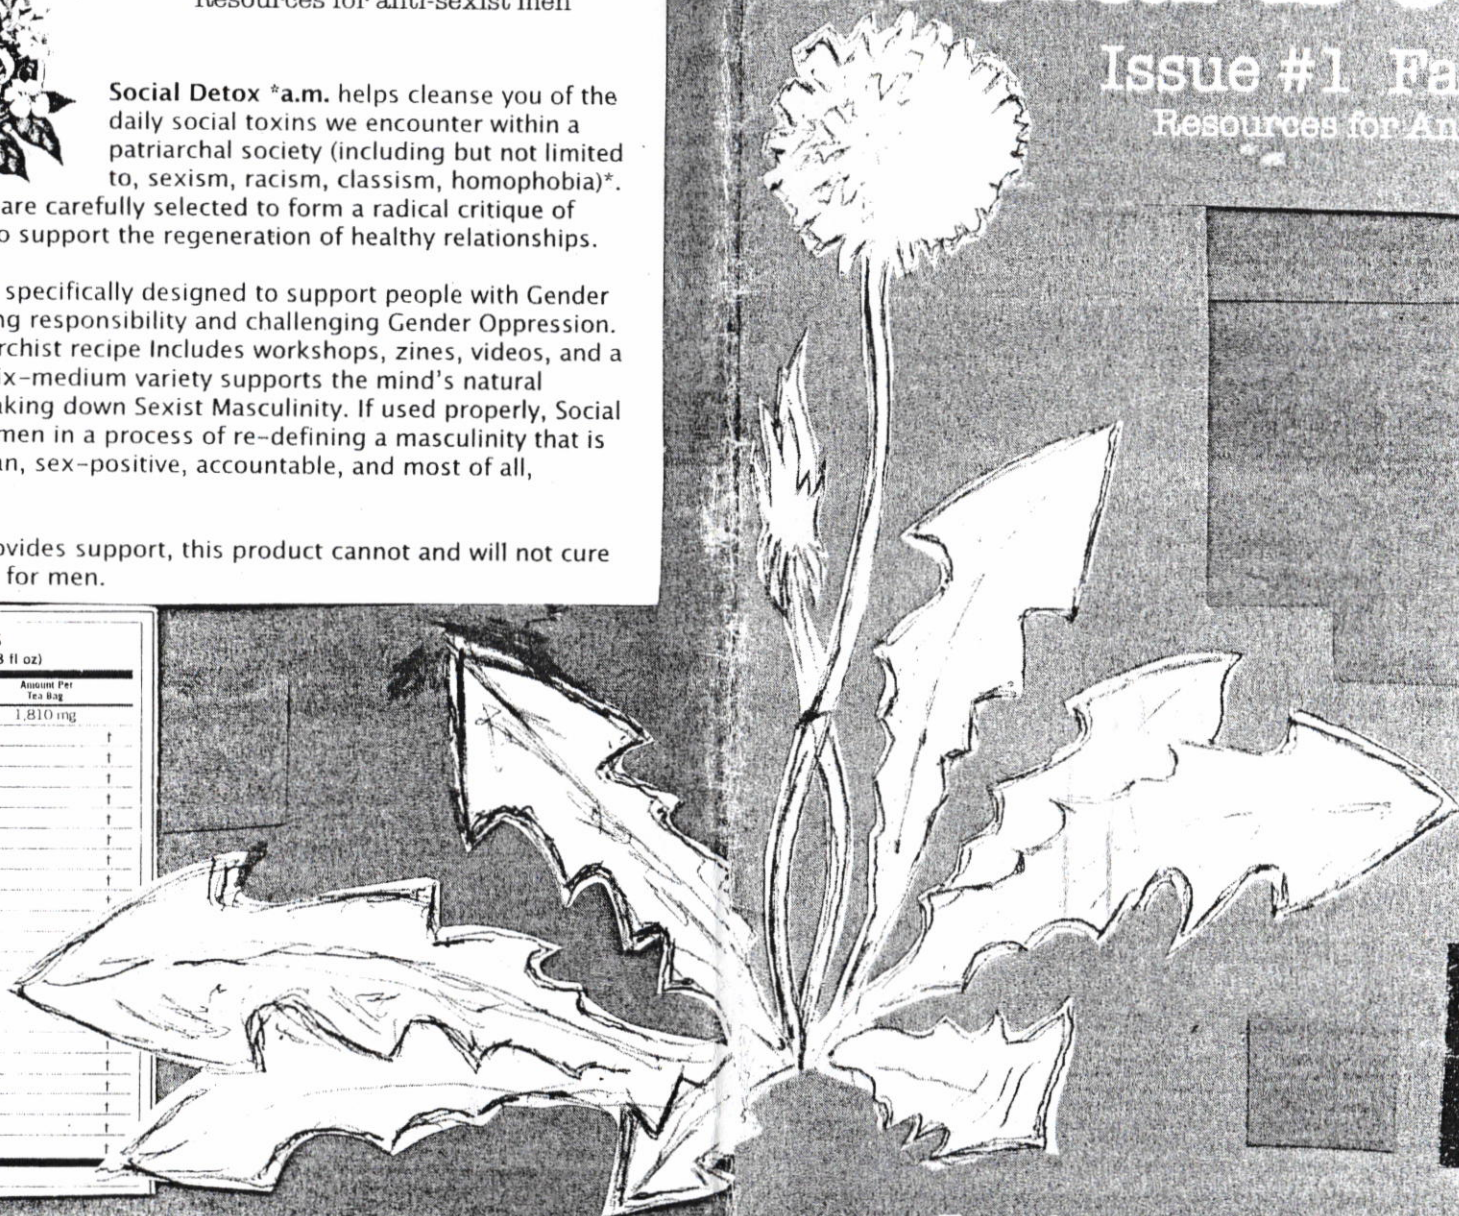 Resources for anti-sexist men
Social Detox *a.m. helps cleanse you of the
daily social toxins we encounter within a
patriarchal society (including but not limited
to, sexism, racism, classism, homophobia)*.
are carefully selected to form a radical critique of
o support the regeneration of healthy relationships.
specifically designed to support people with Gender
ng responsibility and challenging Gender Oppression.
rchist recipe Includes workshops, zines, videos, and a
ix-medium variety supports the mind's natural
aking down Sexist Masculinity. If used properly, Social
men in a process of re-defining a masculinity that is
an, sex-positive, accountable, and most of all,
ovides support, this product cannot and will not cure
for men.
fl oz)
Amount Per
Tea Bag
1,810 mg
Issue #1 Fa
Resources for An